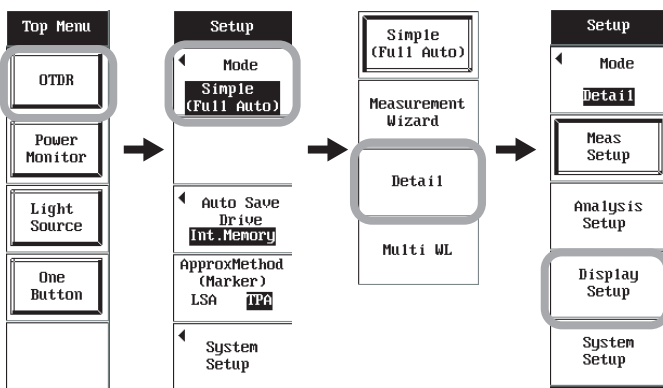 Top Menu
OTDR
Power
Monitor
Light
Source
One
Button
Setup
Mode
Simple
(Full Auto)
Auto Save
Drive
Int.Memory
ApproxMethod
(Marker)
LSA TPA
System
Setup
Simple
(Full Auto)
Measurement
Wizard
Detail
Multi WL
Setup
Mode
Detail
Meas
Setup
Analysis
Setup
Display
Setup
System
Setup